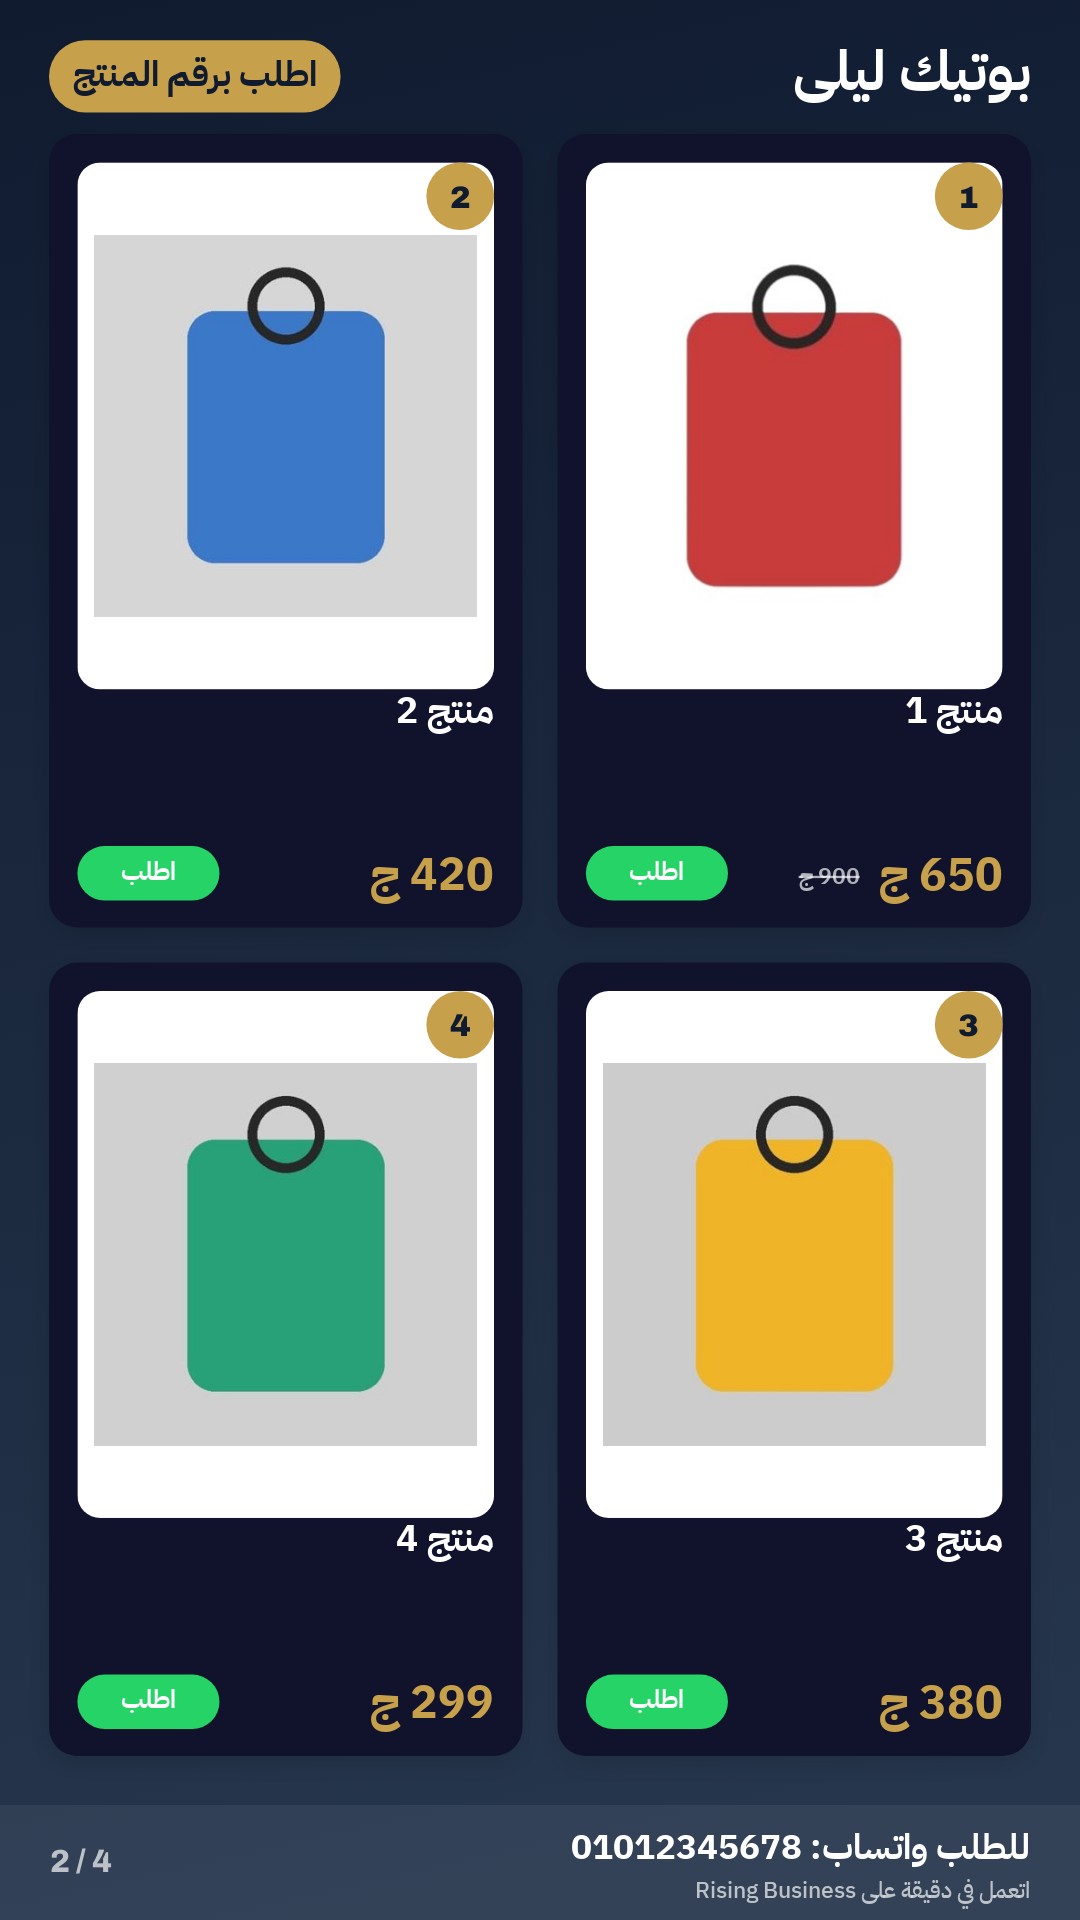 بوتيك ليلى
اطلب برقم المنتج
1
منتج 1
650 ج 900 ج
اطلب
2
منتج 2
420 ج
اطلب
3
منتج 3
380 ج
اطلب
4
منتج 4
299 ج
اطلب
للطلب واتساب: 01012345678
اتعمل في دقيقة على Rising Business
2 / 4